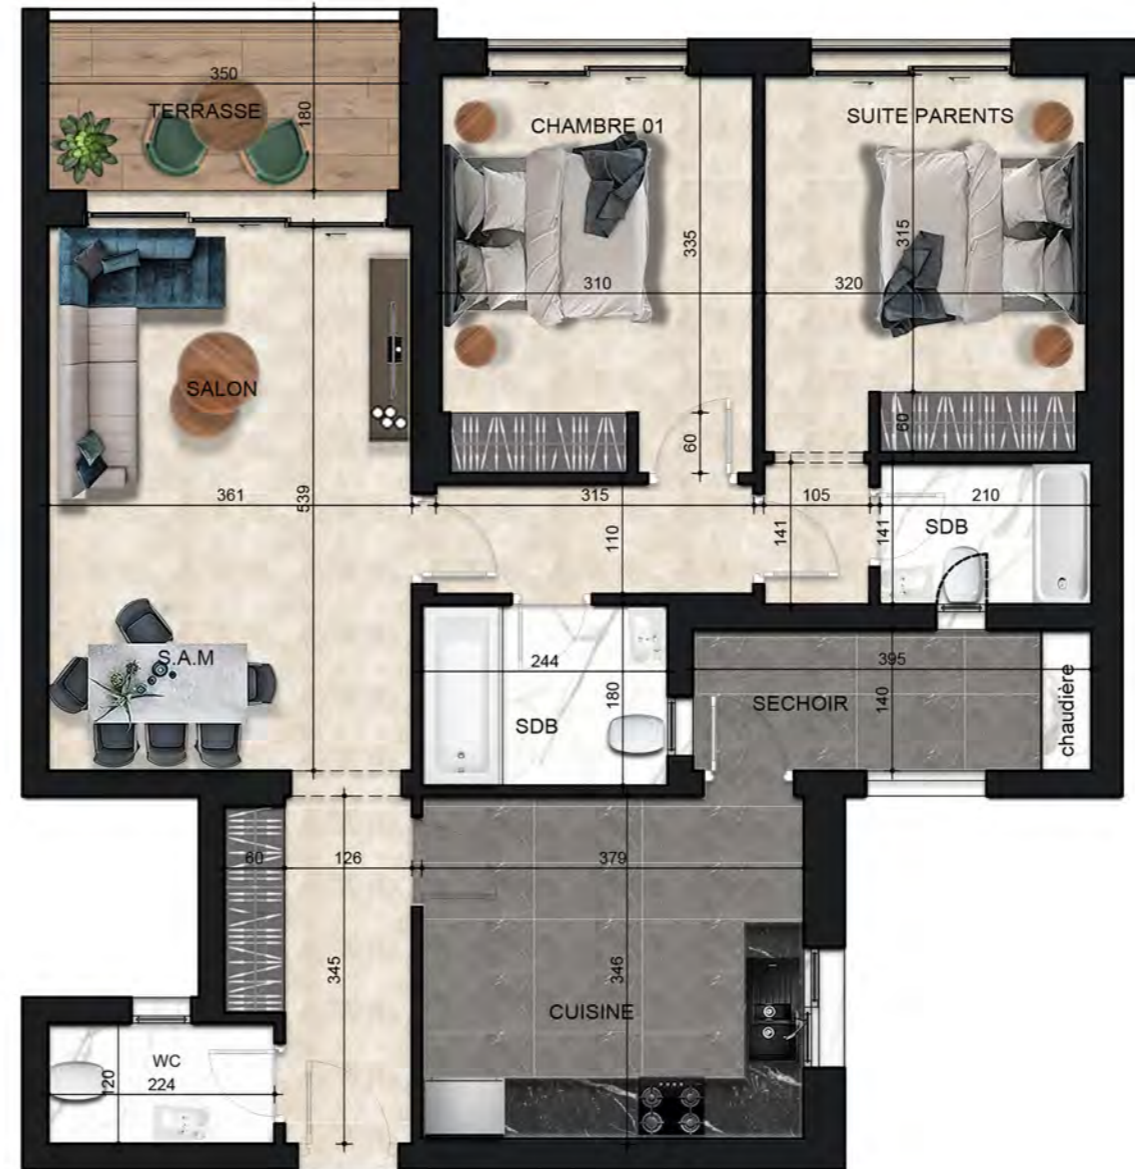 350
TERRASSE
180
CHAMBRE 01
SUITE PARENTS
335
315
310
320
SALON
60
60
361
539
315
105
210
110
141
141
SDB
S.A.M
244
180
SDB
395
SECHOIR
140
chaudière
60
126
379
345
346
CUISINE
WC
120
224